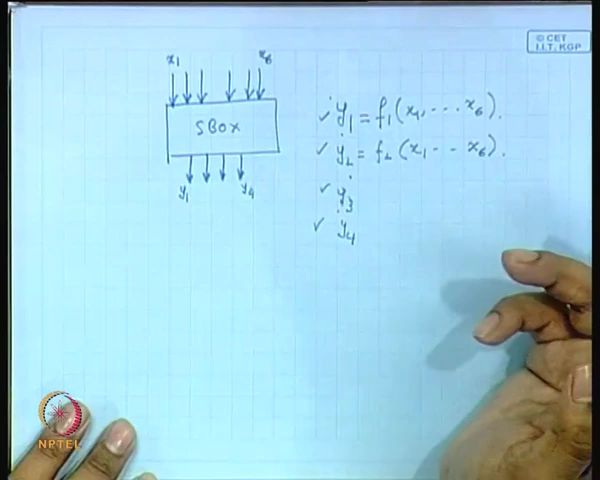 © CET
I.I.T. KGP
x₁ x₆
SBOX
y₁ y₄
✓ y₁ = f₁(x₁, --- x₆).
✓ y₂ = f₂(x₁ -- x₆).
✓ y₃
✓ y₄
NPTEL